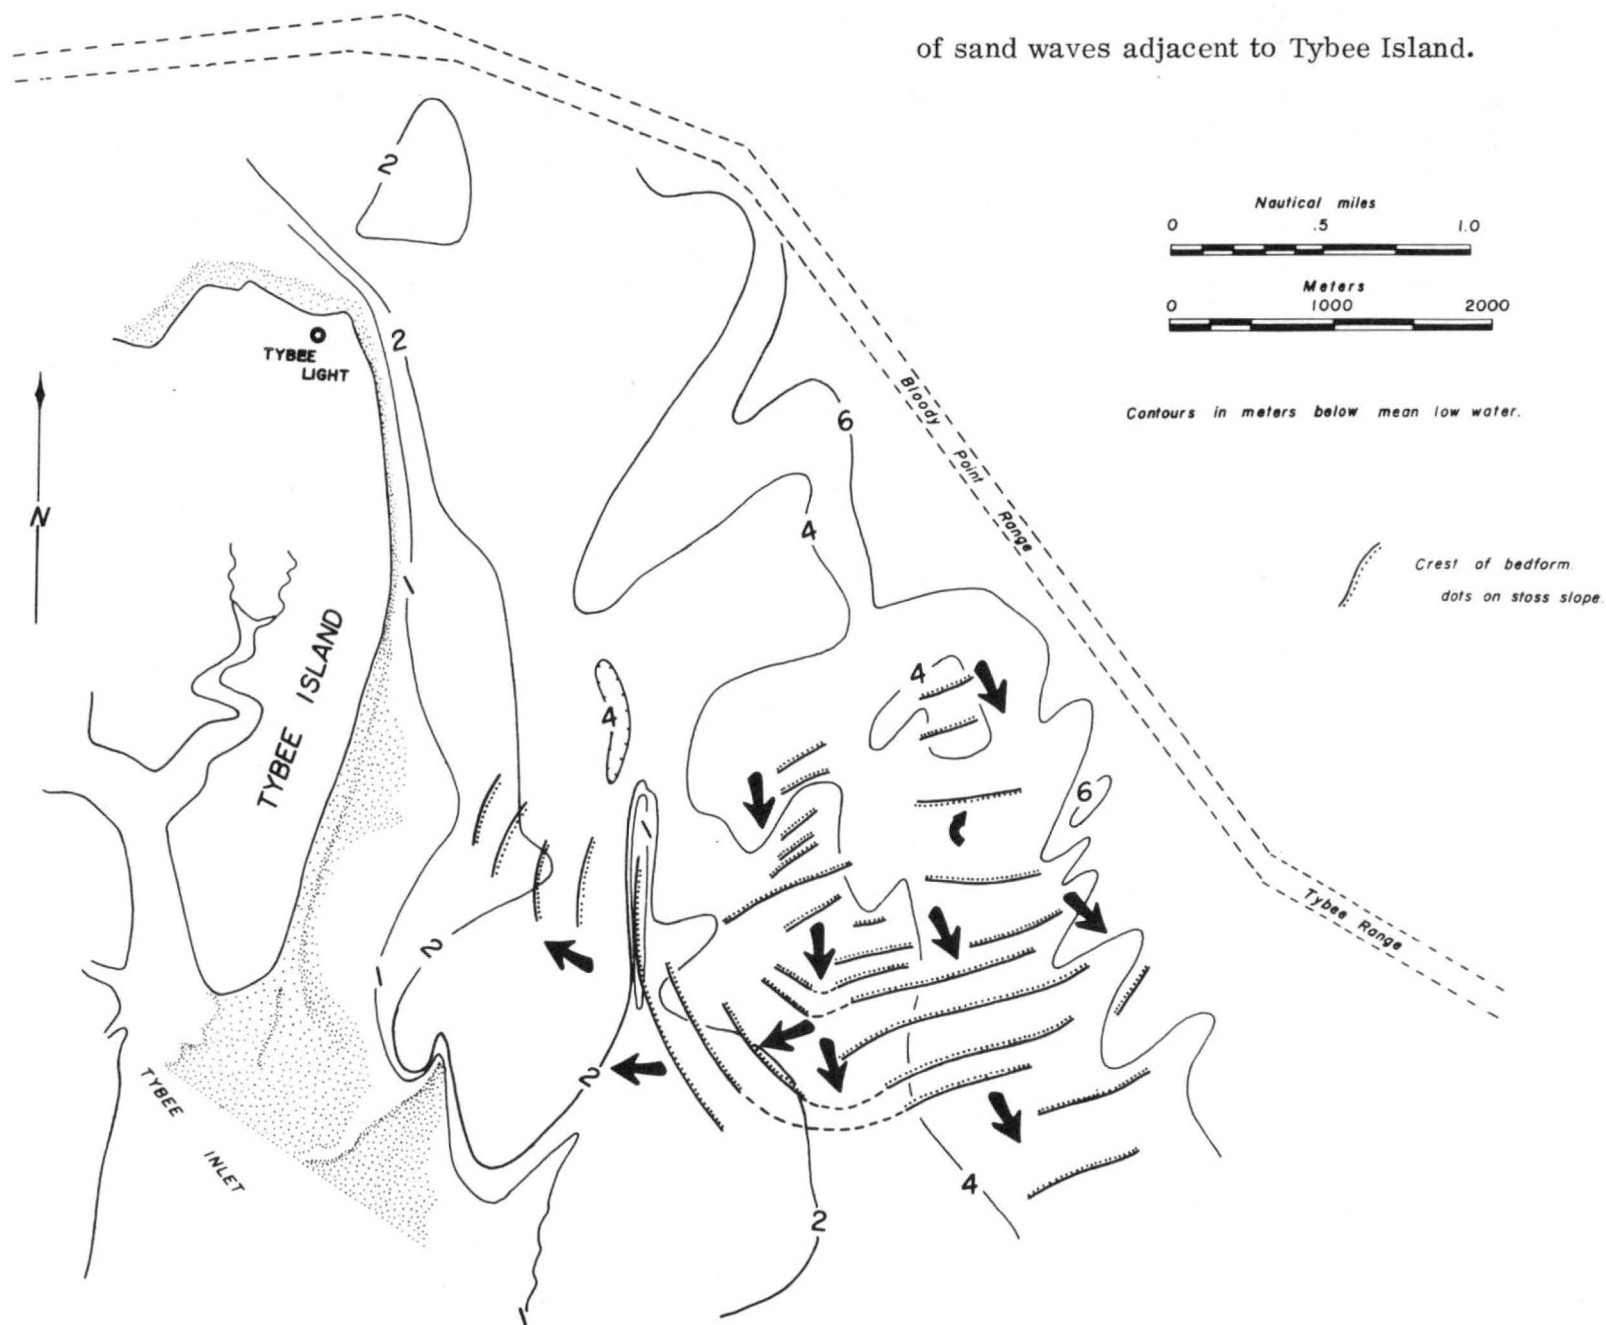 of sand waves adjacent to Tybee Island.
Nautical miles
0 .5 1.0
Meters
0 1000 2000
Contours in meters below mean low water.
Crest of bedform.
dots on stoss slope.
2
2
TYBEE
LIGHT
N
Bloody
Point
Range
6
4
1
TYBEE ISLAND
4
4
6
1
2
1
Tybee Range
2
TYBEE
INLET
4
2
1